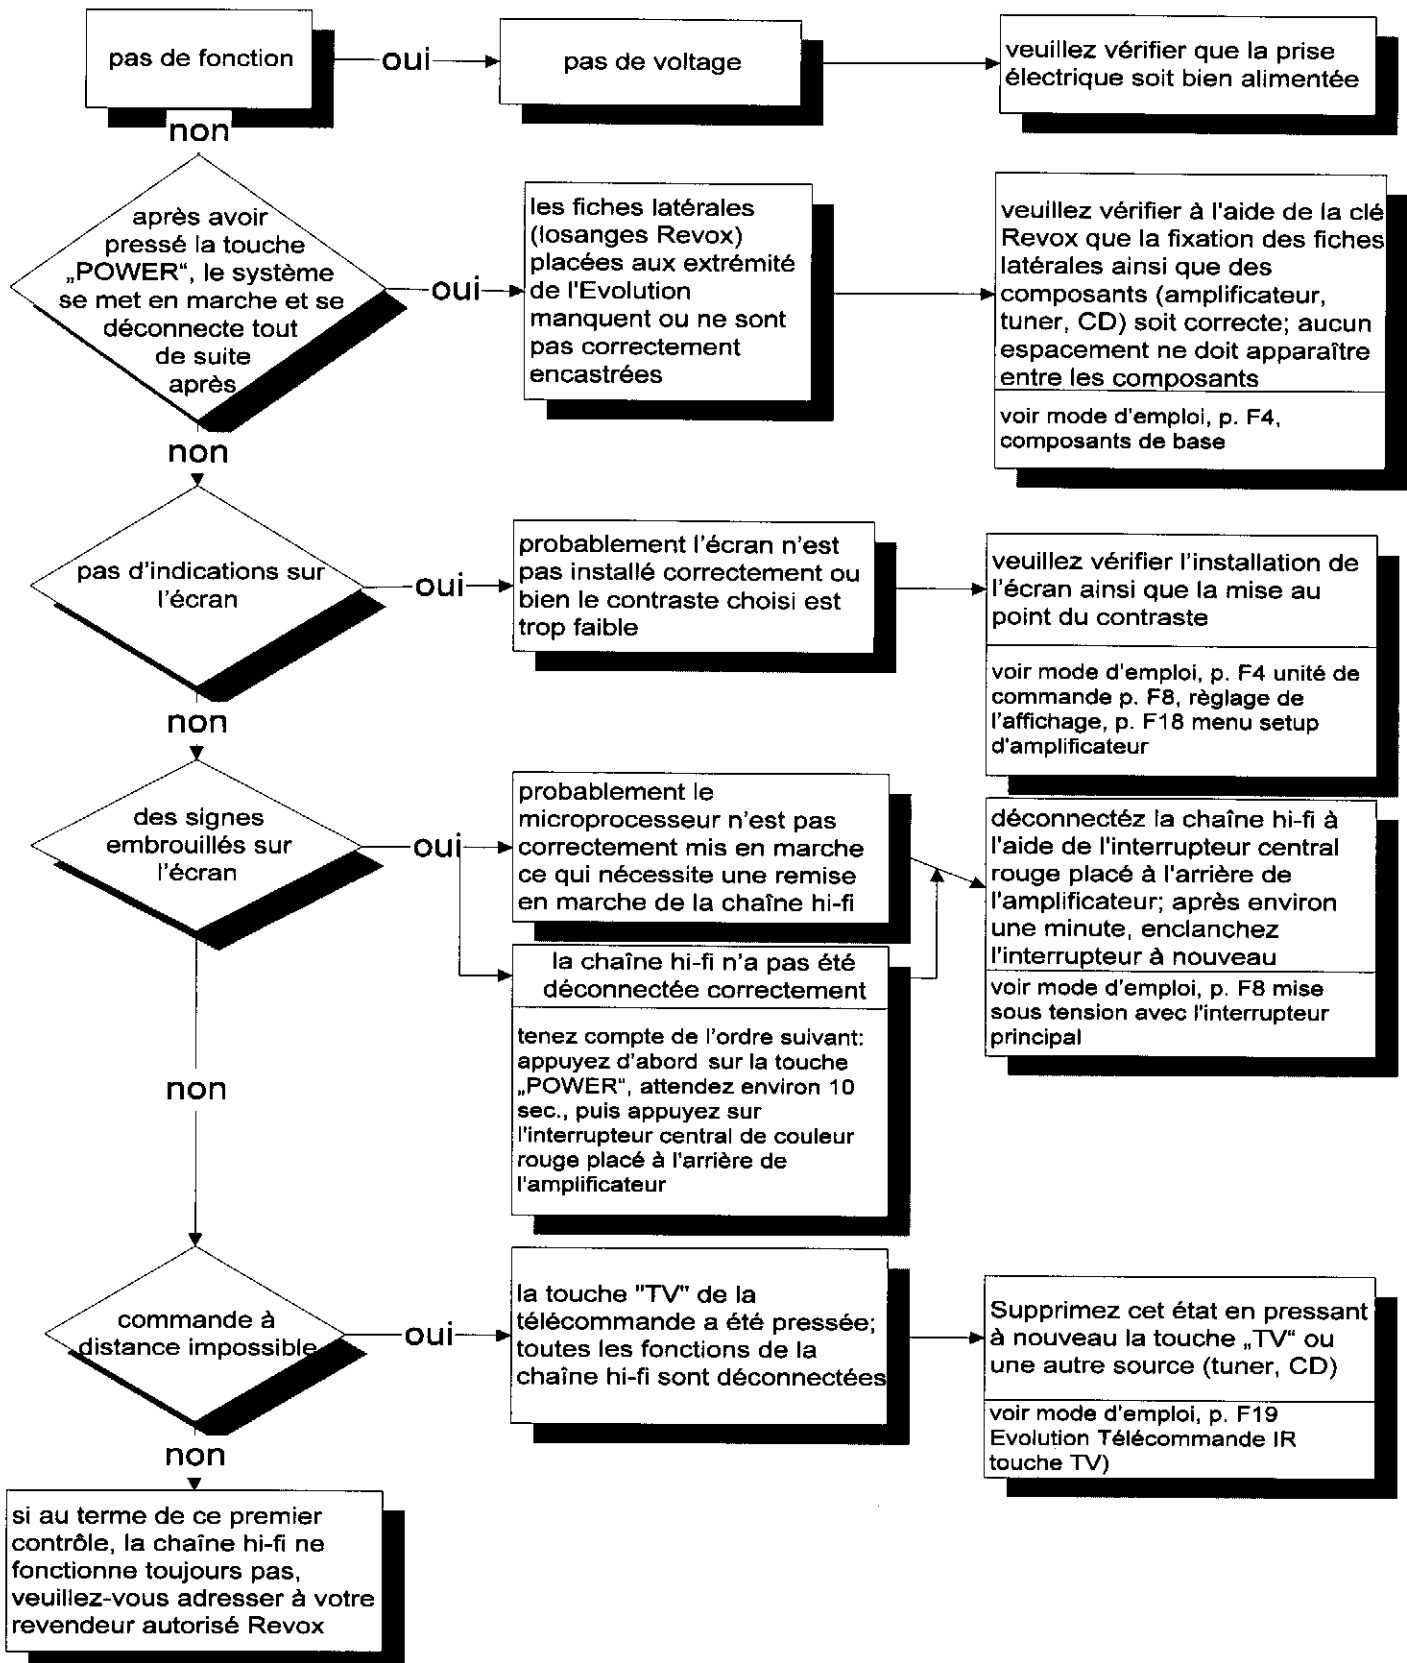 pas de fonction
oui
pas de voltage
veuillez vérifier que la prise
électrique soit bien alimentée
non
après avoir
pressé la touche
„POWER“, le système
se met en marche et se
déconnecte tout
de suite
après
oui
les fiches latérales
(losanges Revox)
placées aux extrémité
de l'Evolution
manquent ou ne sont
pas correctement
encastrées
veuillez vérifier à l'aide de la clé
Revox que la fixation des fiches
latérales ainsi que des
composants (amplificateur,
tuner, CD) soit correcte; aucun
espacement ne doit apparaître
entre les composants
voir mode d'emploi, p. F4,
composants de base
non
pas d'indications sur
l'écran
oui
probablement l'écran n'est
pas installé correctement ou
bien le contraste choisi est
trop faible
veuillez vérifier l'installation de
l'écran ainsi que la mise au
point du contraste
voir mode d'emploi, p. F4 unité de
commande p. F8, règlage de
l'affichage, p. F18 menu setup
d'amplificateur
non
des signes
embrouillés sur
l'écran
oui
probablement le
microprocesseur n'est pas
correctement mis en marche
ce qui nécessite une remise
en marche de la chaîne hi-fi
la chaîne hi-fi n'a pas été
déconnectée correctement
tenez compte de l'ordre suivant:
appuyez d'abord sur la touche
„POWER“, attendez environ 10
sec., puis appuyez sur
l'interrupteur central de couleur
rouge placé à l'arrière de
l'amplificateur
déconnectéz la chaîne hi-fi à
l'aide de l'interrupteur central
rouge placé à l'arrière de
l'amplificateur; après environ
une minute, enclanchez
l'interrupteur à nouveau
voir mode d'emploi, p. F8 mise
sous tension avec l'interrupteur
principal
non
commande à
distance impossible
oui
la touche "TV" de la
télécommande a été pressée;
toutes les fonctions de la
chaîne hi-fi sont déconnectées
Supprimez cet état en pressant
à nouveau la touche „TV“ ou
une autre source (tuner, CD)
voir mode d'emploi, p. F19
Evolution Télécommande IR
touche TV)
non
si au terme de ce premier
contrôle, la chaîne hi-fi ne
fonctionne toujours pas,
veuillez-vous adresser à votre
revendeur autorisé Revox